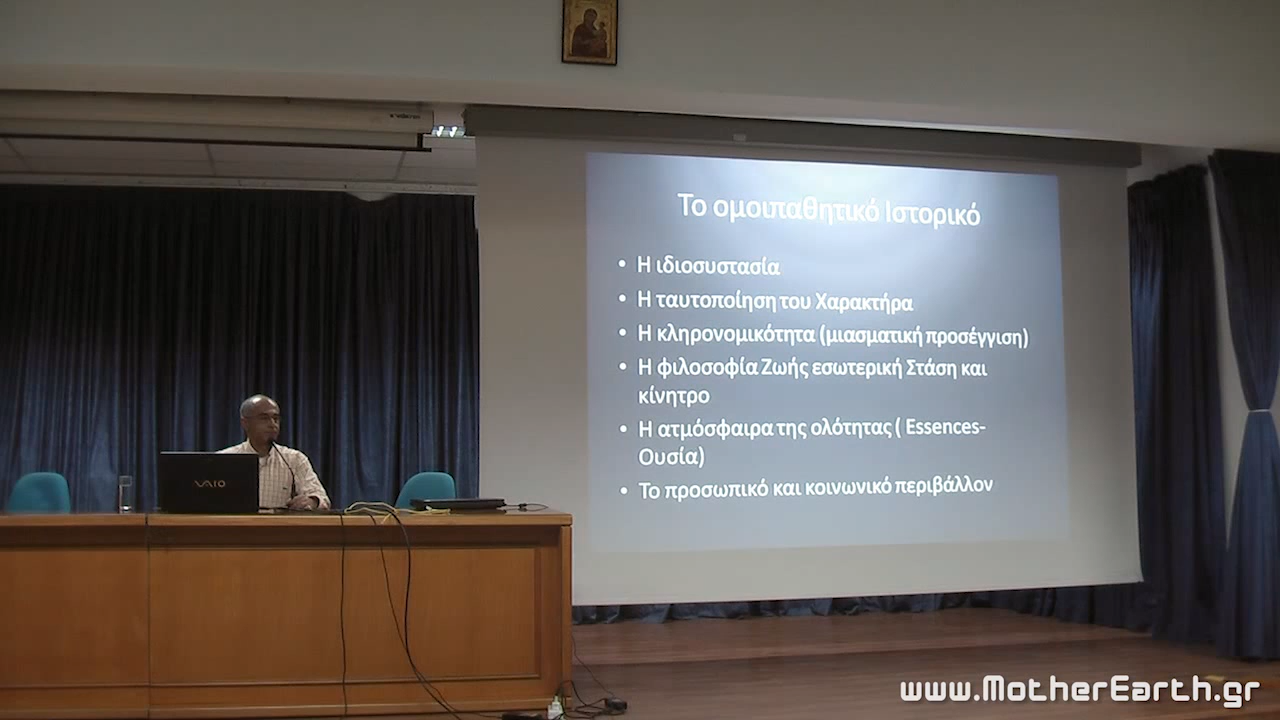 Το ομοιπαθητικό Ιστορικό
• Η ιδιοσυστασία
• Η ταυτοποίηση του Χαρακτήρα
• Η κληρονομικότητα (μιασματική προσέγγιση)
• Η φιλοσοφία Ζωής εσωτερική Στάση και
κίνητρο
• Η ατμόσφαιρα της ολότητας ( Essences-
Ουσία)
• Το προσωπικό και κοινωνικό περιβάλλον
VAIO
www.MotherEarth.gr